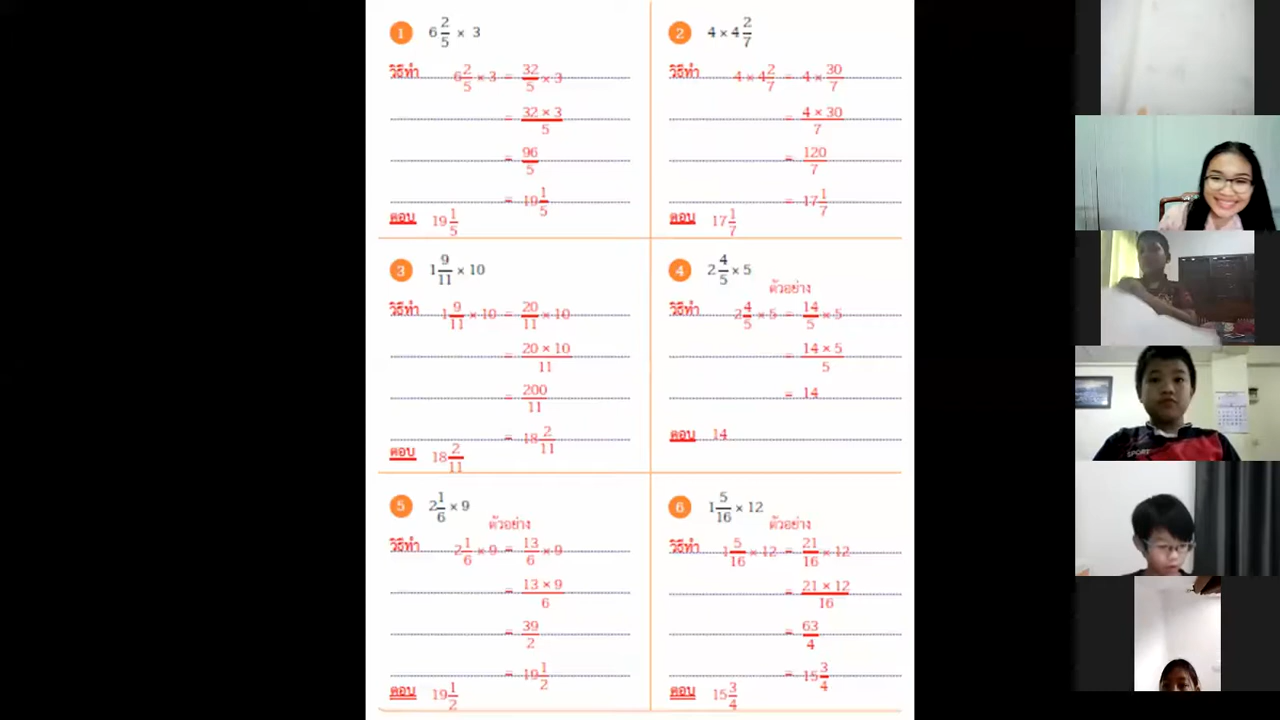 1 6 2/5 × 3
วิธีทำ 6 2/5 × 3 = 32/5 × 3
= 32 × 3/5
= 96/5
= 19 1/5
ตอบ 19 1/5
2 4 × 4 2/7
วิธีทำ 4 × 4 2/7 = 4 × 30/7
= 4 × 30/7
= 120/7
= 17 1/7
ตอบ 17 1/7
3 1 9/11 × 10
วิธีทำ 1 9/11 × 10 = 20/11 × 10
= 20 × 10/11
= 200/11
= 18 2/11
ตอบ 18 2/11
4 2 4/5 × 5
ตัวอย่าง
วิธีทำ 2 4/5 × 5 = 14/5 × 5
= 14 × 5/5
= 14
ตอบ 14
5 2 1/6 × 9
ตัวอย่าง
วิธีทำ 2 1/6 × 9 = 13/6 × 9
= 13 × 9/6
= 39/2
= 19 1/2
ตอบ 19 1/2
6 1 5/16 × 12
ตัวอย่าง
วิธีทำ 1 5/16 × 12 = 21/16 × 12
= 21 × 12/16
= 63/4
= 15 3/4
ตอบ 15 3/4
SPORT